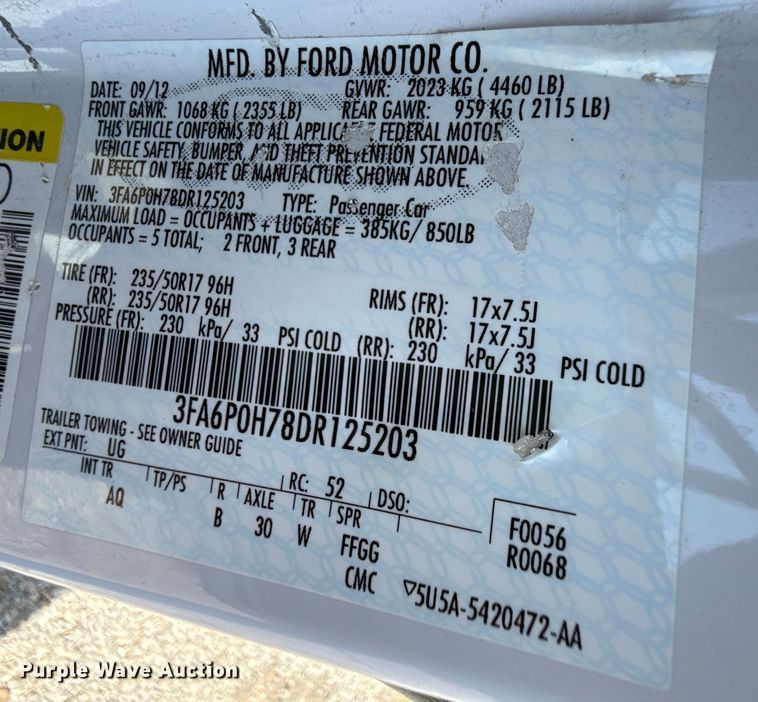 MFD. BY FORD MOTOR CO.
DATE: 09/12 GVWR: 2023 KG ( 4460 LB)
FRONT GAWR: 1068 KG ( 2355 LB) REAR GAWR: 959 KG ( 2115 LB)
THIS VEHICLE CONFORMS TO ALL FEDERAL MOTOR
VEHICLE SAFETY, BUMPER, AND THEFT PREVENTION
IN EFFECT ON THE DATE OF MANUFACTURE SHOWN ABOVE.
VIN: 3FA6P0H78DR125203 TYPE: Passenger Car
MAXIMUM LOAD = OCCUPANTS + LUGGAGE = 385KG/ 850LB
OCCUPANTS = 5 TOTAL; 2 FRONT, 3 REAR
TIRE (FR): 235/50R17 96H RIMS (FR): 17x7.5J
(RR): 235/50R17 96H (RR): 17x7.5J
PRESSURE (FR): 230 kPa/ 33 PSI COLD (RR): 230 kPa/ 33 PSI COLD
3FA6P0H78DR125203
TRAILER TOWING - SEE OWNER GUIDE
EXT PNT: UG RC: 52 DSO:
INT TR TP/PS R AXLE TR SPR F0056
AQ B 30 W FFGG R0068
CMC ▽5U5A-5420472-AA
ION
Purple Wave Auction